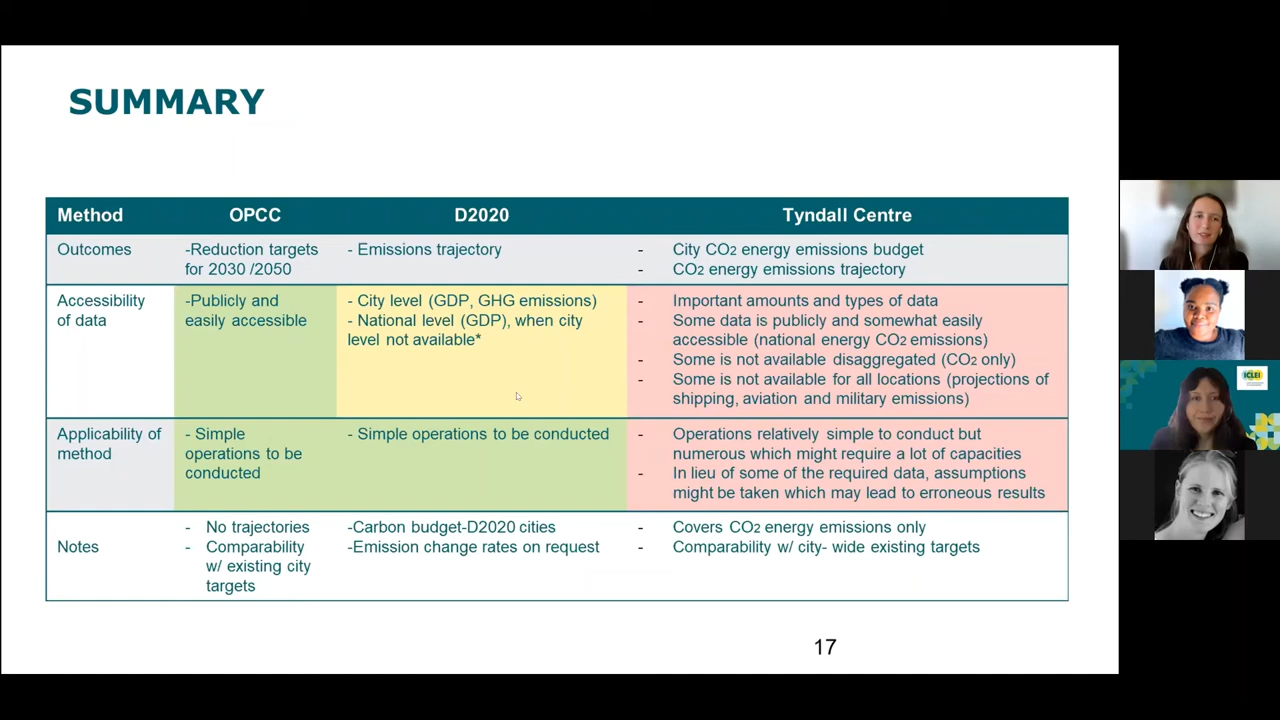 SUMMARY
Method OPCC D2020 Tyndall Centre
Outcomes
-Reduction targets
for 2030 /2050
- Emissions trajectory
- City CO2 energy emissions budget
- CO2 energy emissions trajectory
Accessibility
of data
-Publicly and
easily accessible
- City level (GDP, GHG emissions)
- National level (GDP), when city
level not available*
- Important amounts and types of data
- Some data is publicly and somewhat easily
accessible (national energy CO2 emissions)
- Some is not available disaggregated (CO2 only)
- Some is not available for all locations (projections of
shipping, aviation and military emissions)
Applicability of
method
- Simple
operations to be
conducted
- Simple operations to be conducted
- Operations relatively simple to conduct but
numerous which might require a lot of capacities
- In lieu of some of the required data, assumptions
might be taken which may lead to erroneous results
Notes
- No trajectories
- Comparability
w/ existing city
targets
-Carbon budget-D2020 cities
-Emission change rates on request
- Covers CO2 energy emissions only
- Comparability w/ city- wide existing targets
17
ICLEI